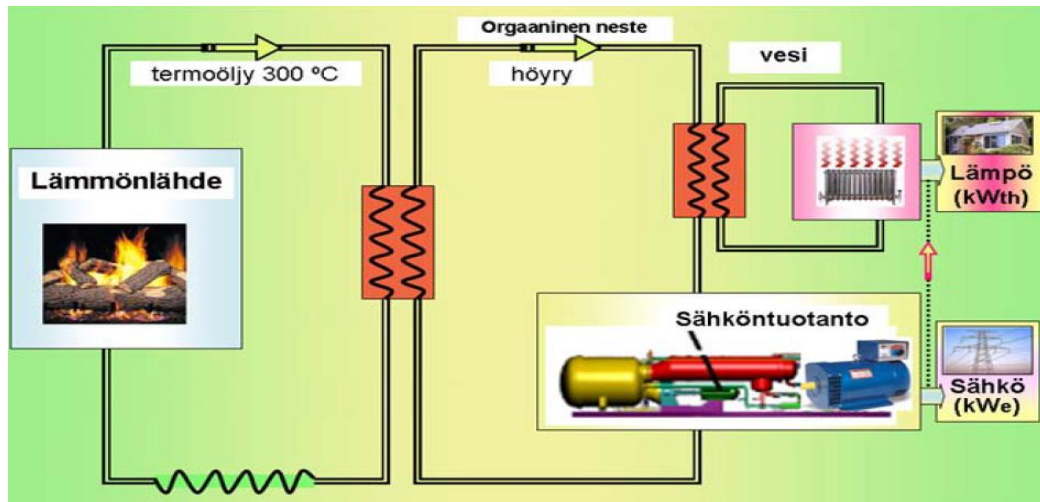 Orgaaninen neste
termoöljy 300 ºC
höyry
vesi
Lämmönlähde
Lämpö
(kWth)
Sähköntuotanto
Sähkö
(kWe)